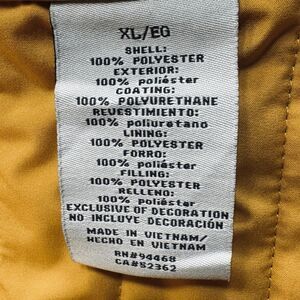 XL/EG
SHELL:
100% POLYESTER
EXTERIOR:
100% poliéster
COATING:
100% POLYURETHANE
REVESTIMIENTO:
100% poliuretano
LINING:
100% POLYESTER
FORRO:
100% poliéster
FILLING:
100% POLYESTER
RELLENO:
100% poliéster
EXCLUSIVE OF DECORATION
NO INCLUYE DECORACIÓN
MADE IN VIETNAM/
HECHO EN VIETNAM
RN#94468
CA#52362